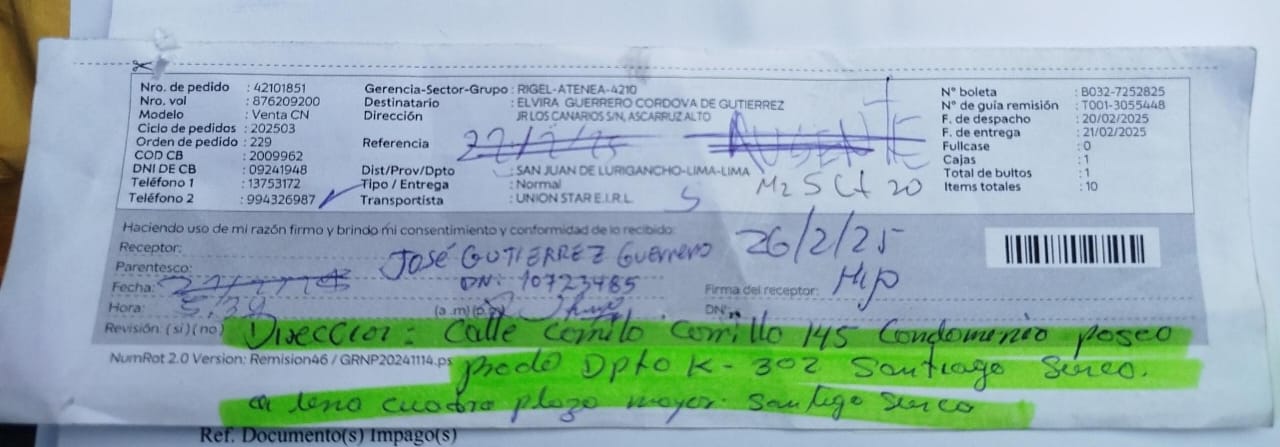 Nro. de pedido : 42101851
Nro. vol : 876209200
Modelo : Venta CN
Ciclo de pedidos : 202503
Orden de pedido : 229
COD CB : 2009962
DNI DE CB : 09241948
Teléfono 1 : 13753172
Teléfono 2 : 994326987
Gerencia-Sector-Grupo : RIGEL-ATENEA-4210
Destinatario : ELVIRA GUERRERO CORDOVA DE GUTIERREZ
Dirección JR LOS CANARIOS S/N, ASCARRUZ ALTO
Referencia
22/2/25 AUSENTE
Dist/Prov/Dpto : SAN JUAN DE LURIGANCHO-LIMA-LIMA
Tipo / Entrega : Normal
Transportista : UNION STAR E.I.R.L.
N° boleta : B032-7252825
N° de guía remisión : T001-3055448
F. de despacho : 20/02/2025
F. de entrega : 21/02/2025
Fullcase : 0
Cajas : 1
Total de bultos : 1
Items totales : 10
Haciendo uso de mi razón firmo y brindo mi consentimiento y conformidad de lo recibido:
Receptor: JOSÉ GUTIERREZ Guerrero 26/2/25
Parentesco:
DNI: 10723485
Fecha:
Firma del receptor: Hijo
Hora: (a .m) (p.
DNI:
Revisión: ( si ) ( no )
Direccion: Calle Camilo Carrillo 145 Condomenio paseo
NumRot 2.0 Version: Remision46 / GRNP20241114.ps
prado Dpto K-302 Santiago Surco.
a una cuadra plaza mayor. Santiago Surco
Ref. Documento(s) Impago(s)